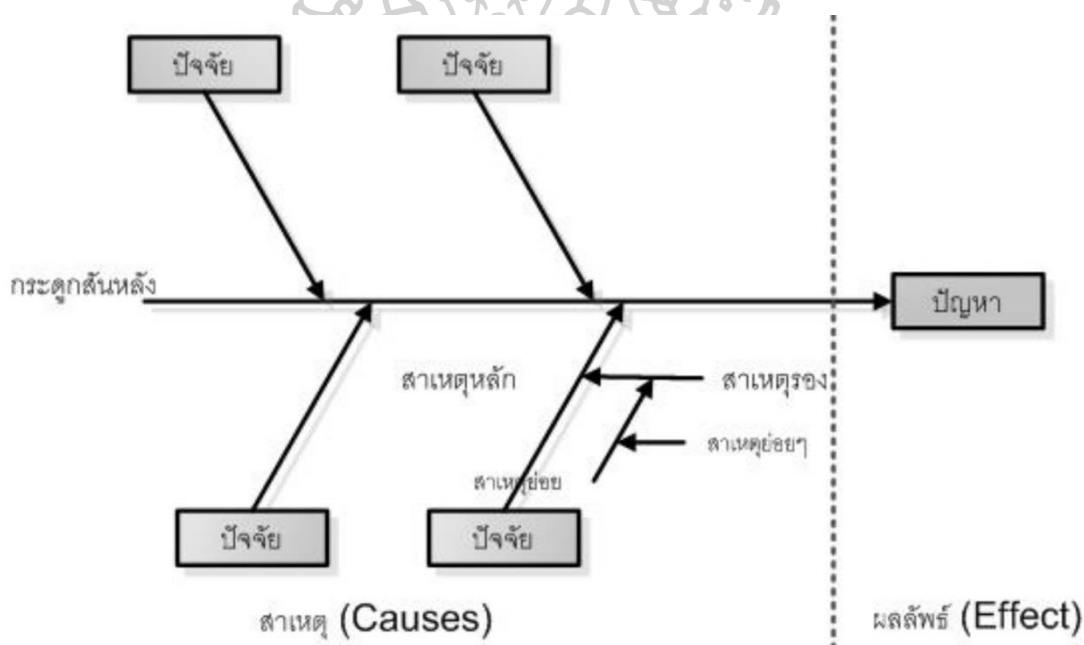 ปัจจัย ปัจจัย
กระดูกสันหลัง
ปัญหา
สาเหตุหลัก สาเหตุรอง
สาเหตุย่อยๆ
สาเหตุย่อย
ปัจจัย ปัจจัย
สาเหตุ (Causes) ผลลัพธ์ (Effect)